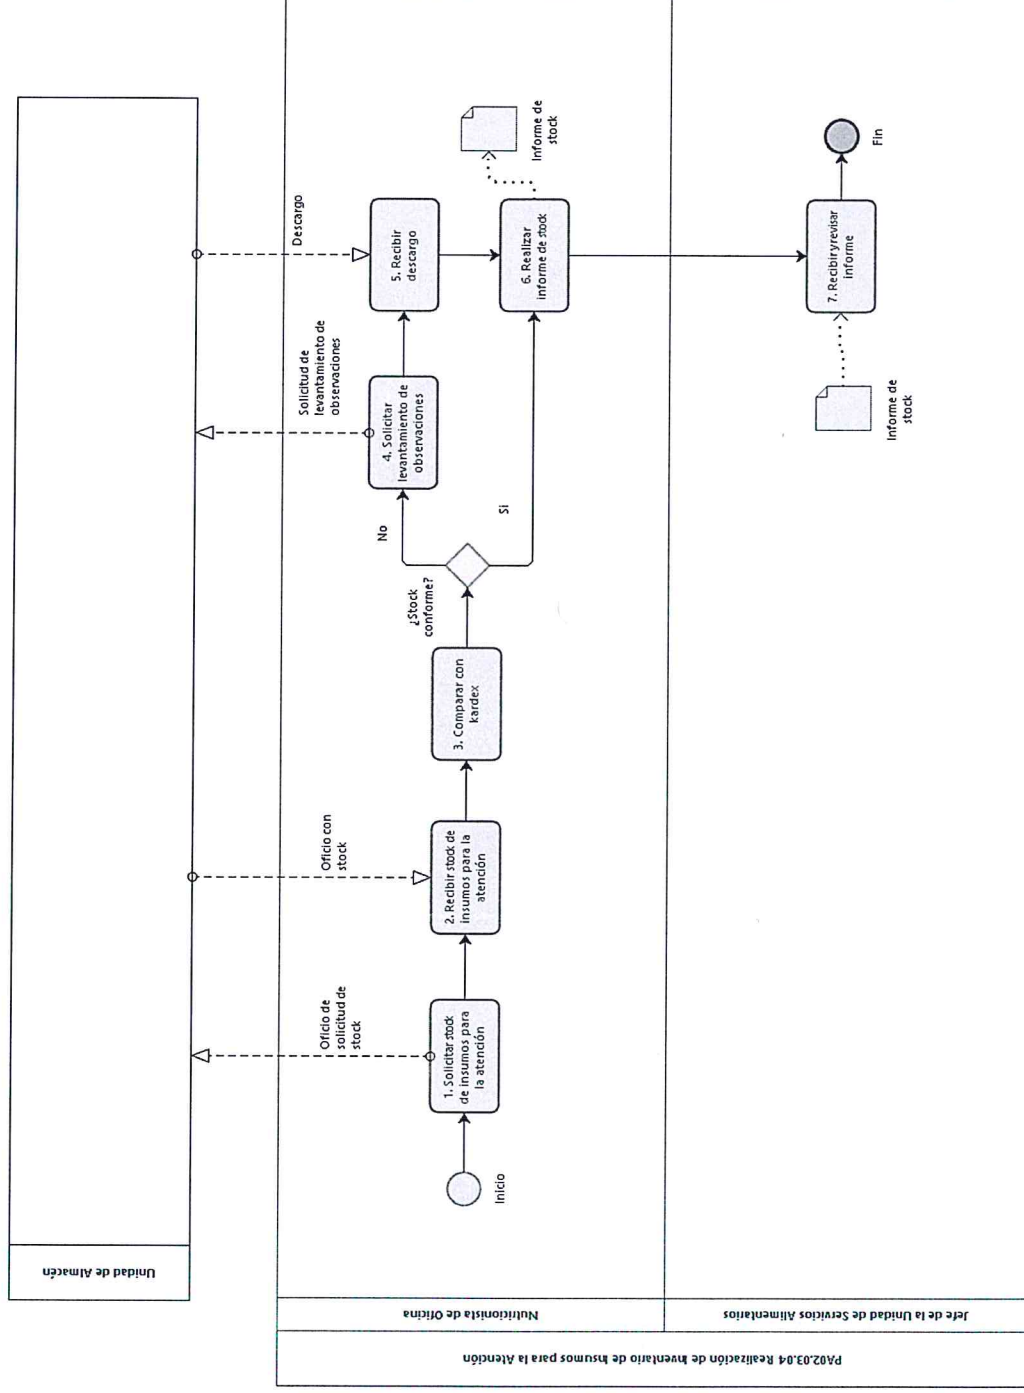 Unidad de Almacén
PA02.03.04 Realización de Inventario de Insumos para la Atención
Nutricionista de Oficina
Jefe de la Unidad de Servicios Alimentarios
Inicio
1. Solicitar stock
de insumos para
la atención
Oficio de
solicitud de
stock
2. Recibir stock de
insumos para la
atención
Oficio con
stock
3. Comparar con
kardex
¿Stock
conforme?
No
Si
4. Solicitar
levantamiento de
observaciones
Solicitud de
levantamiento de
observaciones
5. Recibir
descargo
Descargo
6. Realizar
informe de stock
Informe de
stock
7. Recibir y revisar
informe
Informe de
stock
Fin